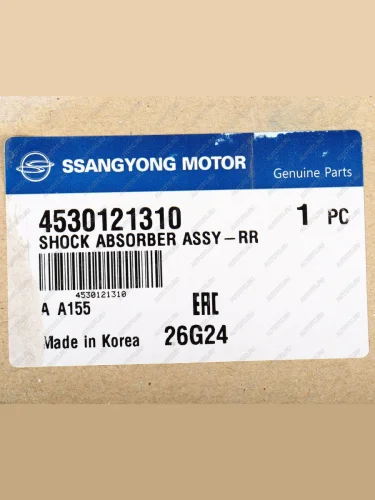 SSANGYONG MOTOR
Genuine Parts
4530121310 1 PC
SHOCK ABSORBER ASSY-RR
4530121310
A A155 EAC
Made in Korea 26G24